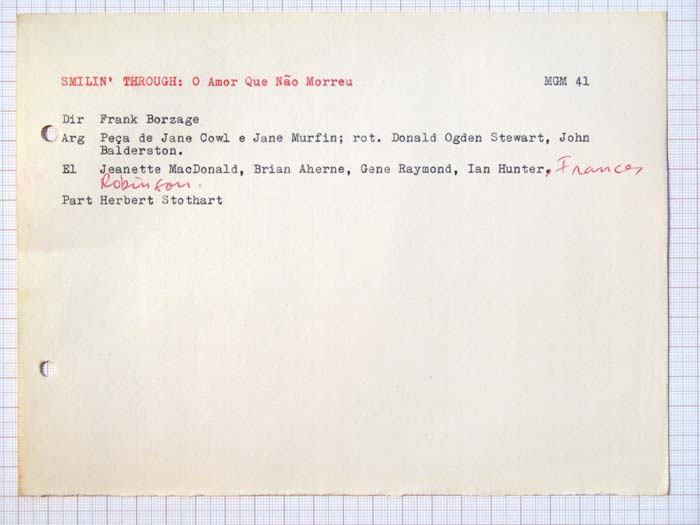 SMILIN' THROUGH: O Amor Que Não Morreu MGM 41
Dir Frank Borzage
Arg Peça de Jane Cowl e Jane Murfin; rot. Donald Ogden Stewart, John
Balderston.
El Jeanette MacDonald, Brian Aherne, Gene Raymond, Ian Hunter, Frances
Robinson.
Part Herbert Stothart